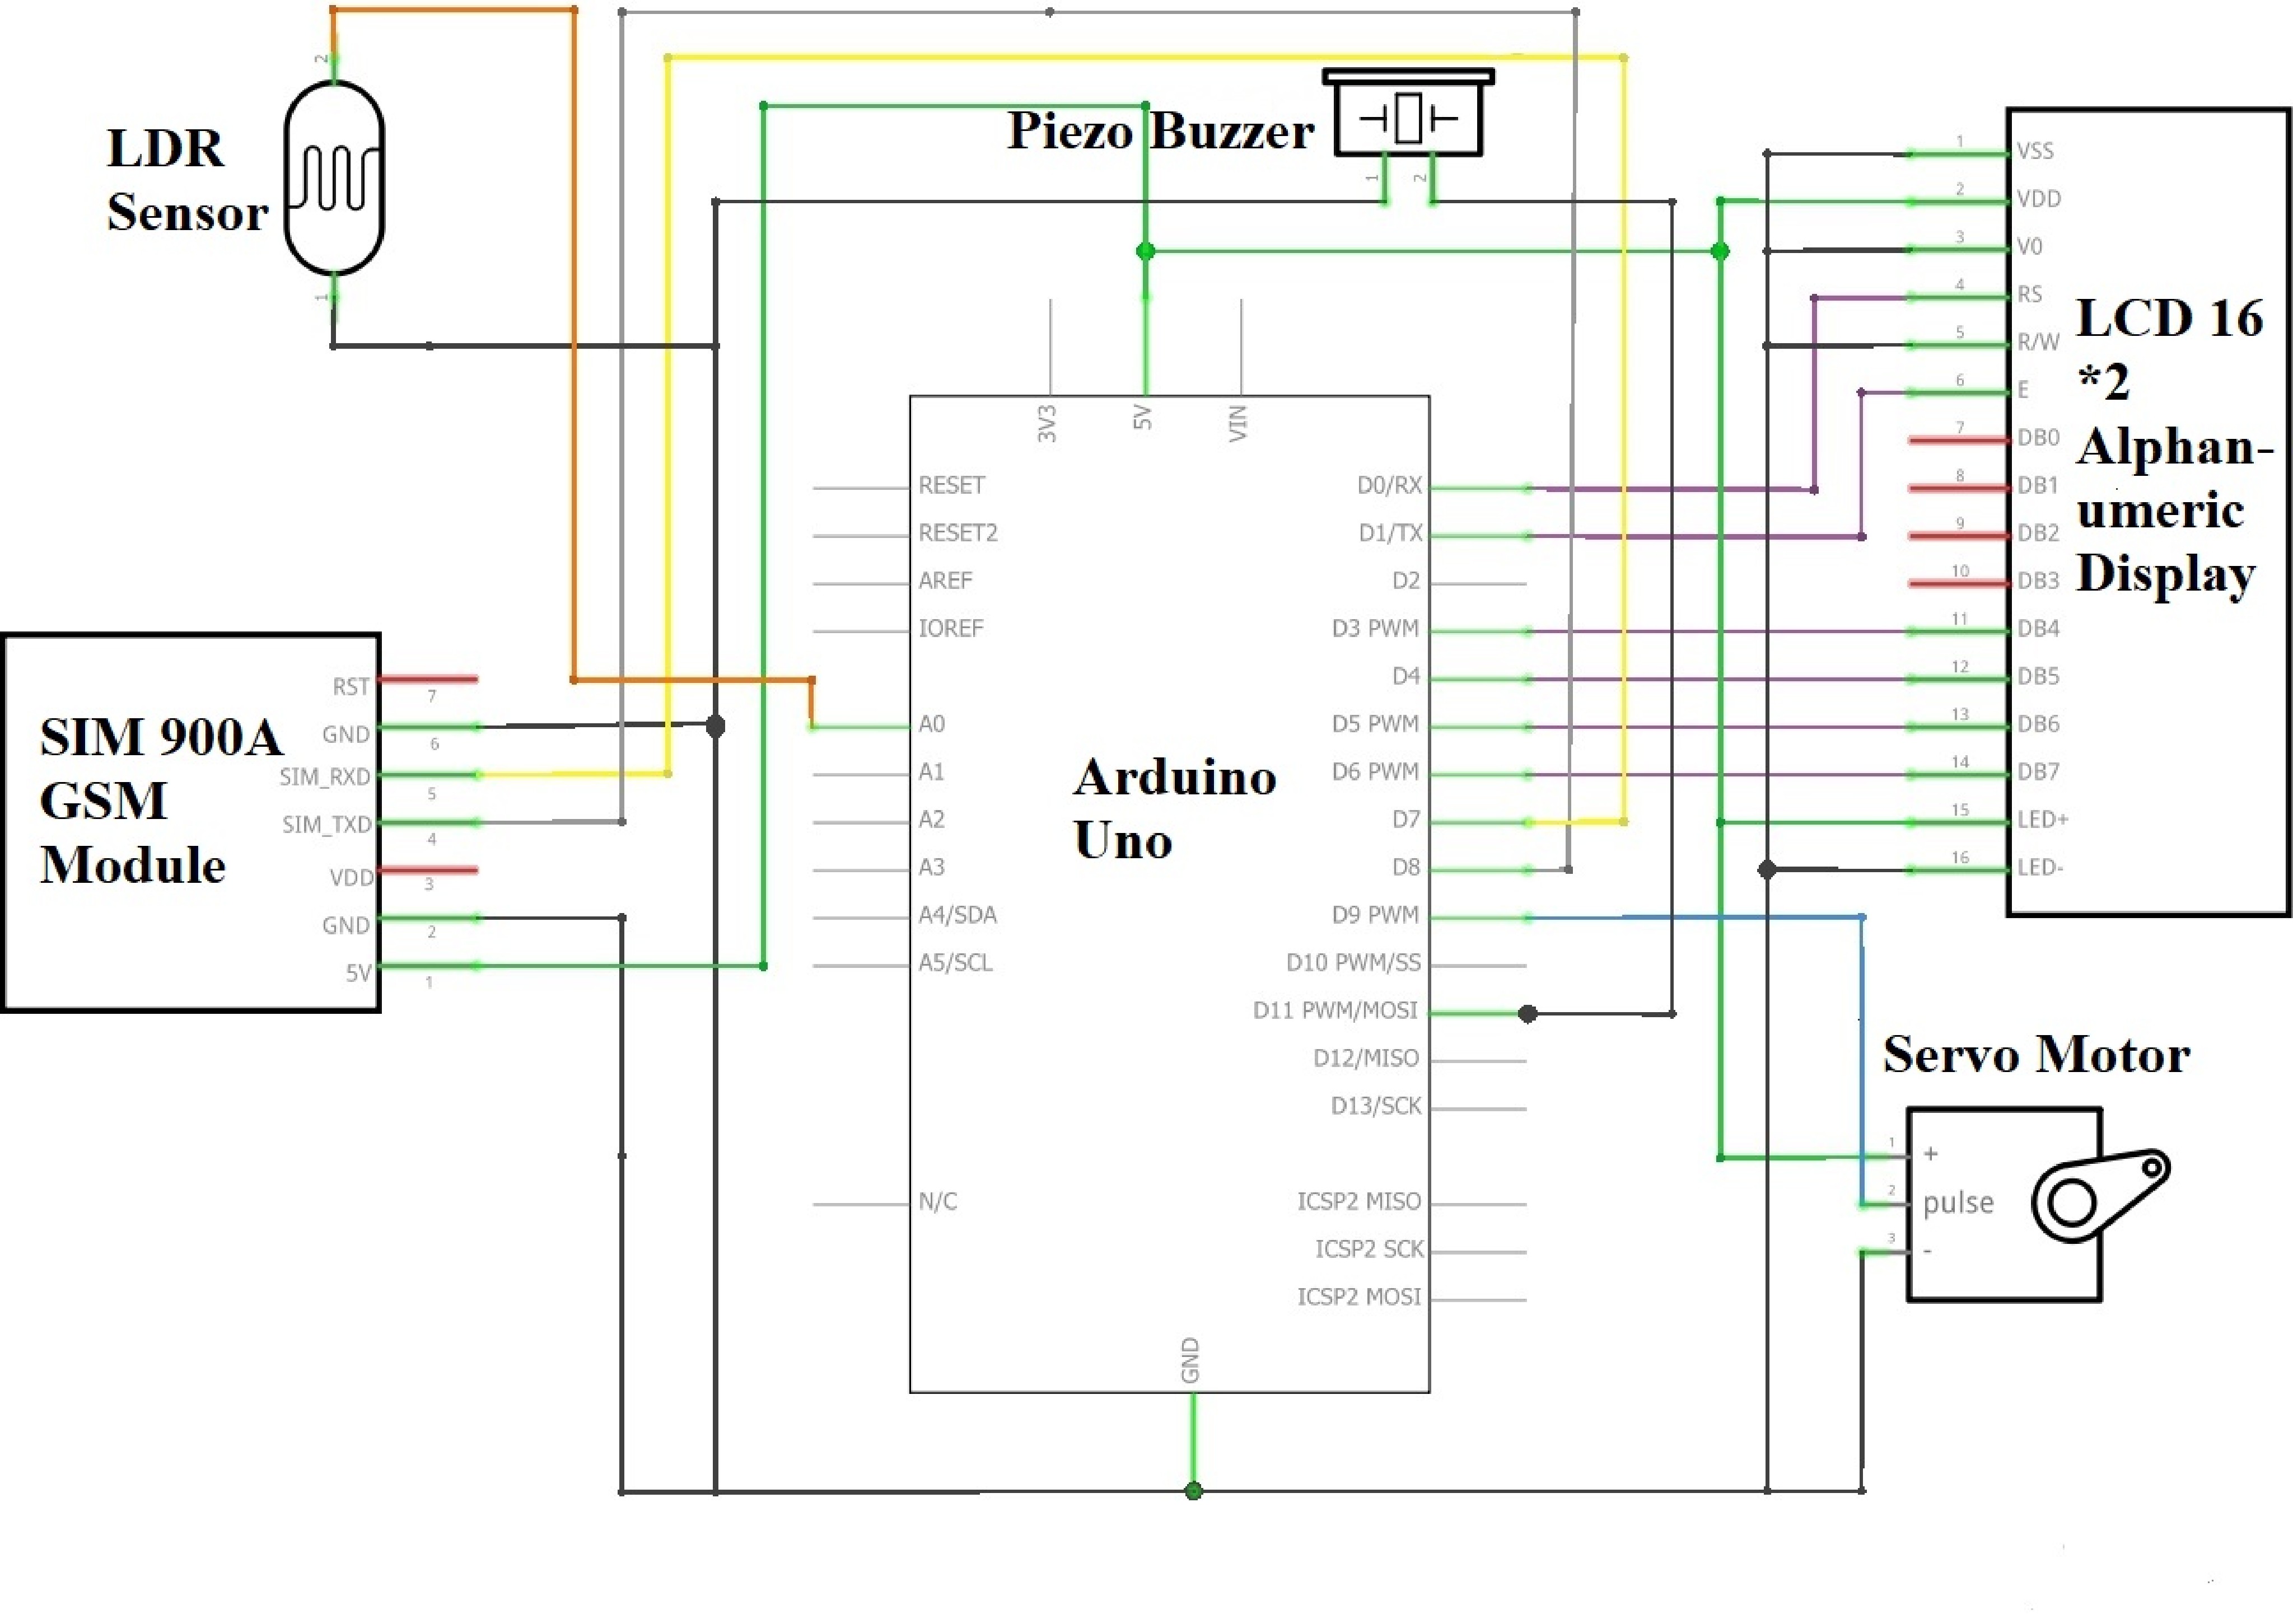 2
LDR
Sensor
1
Piezo Buzzer
1
2
3V3
5V
VIN
RESET
RESET2
AREF
IOREF
A0
A1
A2
A3
A4/SDA
A5/SCL
N/C
Arduino
Uno
D0/RX
D1/TX
D2
D3 PWM
D4
D5 PWM
D6 PWM
D7
D8
D9 PWM
D10 PWM/SS
D11 PWM/MOSI
D12/MISO
D13/SCK
ICSP2 MISO
ICSP2 SCK
ICSP2 MOSI
GND
SIM 900A
GSM
Module
RST 7
GND 6
SIM_RXD 5
SIM_TXD 4
VDD 3
GND 2
5V 1
1 VSS
2 VDD
3 V0
4 RS
5 R/W
6 E
7 DB0
8 DB1
9 DB2
10 DB3
11 DB4
12 DB5
13 DB6
14 DB7
15 LED+
16 LED-
LCD 16
*2
Alphan-
umeric
Display
Servo Motor
1 +
2 pulse
3 -